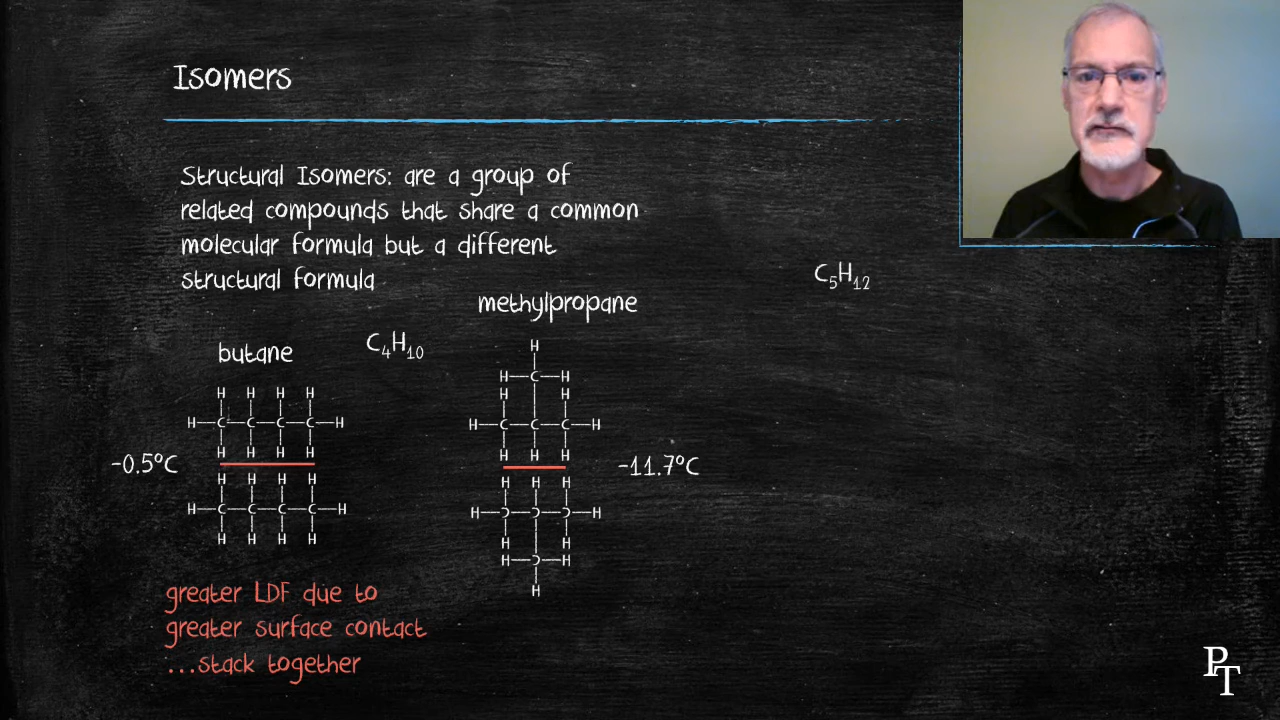 Isomers
Structural Isomers: are a group of
related compounds that share a common
molecular formula but a different
structural formula
C₅H₁₂
methylpropane
butane
C₄H₁₀
H
H—C—H
H H H H
H H
H—C—C—C—C—H
H—C—C—C—H
H H H H
H H H
-0.5°C
-11.7°C
H H H H
H H H
H—C—C—C—C—H
H—C—C—C—H
H H H H
H H
H—C—H
H
greater LDF due to
greater surface contact
...stack together
PT